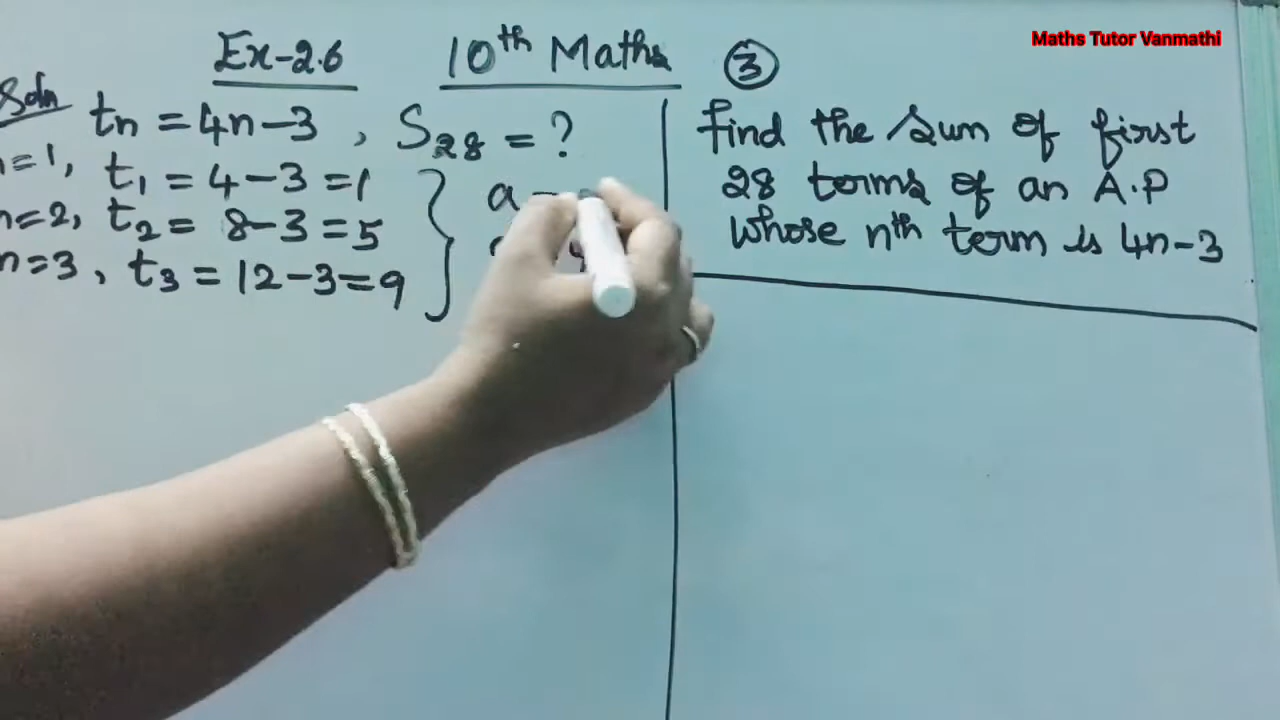 Maths Tutor Vanmathi
Ex-2.6 10th Maths ③
Soln tn = 4n-3 , S28 = ?
n=1, t1 = 4-3=1
n=2, t2 = 8-3=5
n=3, t3 = 12-3=9
a =
find the sum of first
28 terms of an A.P
whose nth term is 4n-3